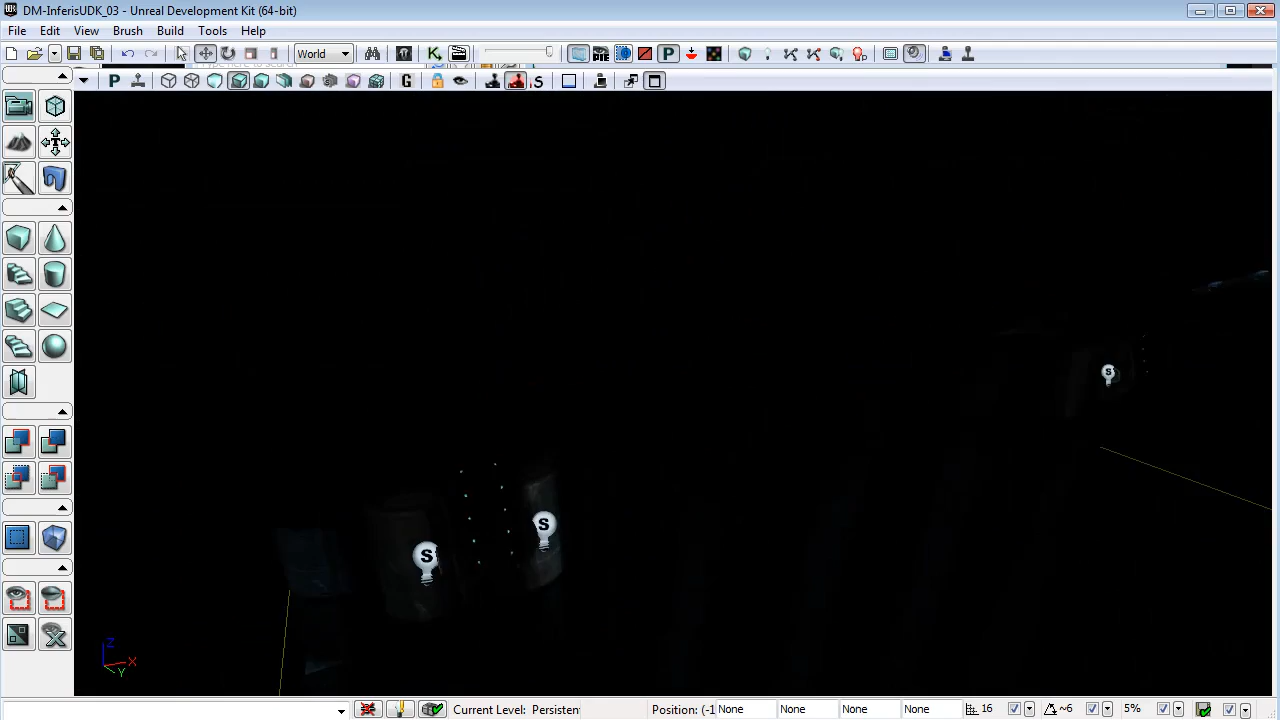 DM-InferisUDK_03 - Unreal Development Kit (64-bit)
File Edit View Brush Build Tools Help
World
P
P G S
S
S
S
Z
X
Y
Current Level: Persisten Position: (-1 None None None None 16 ~6 5%